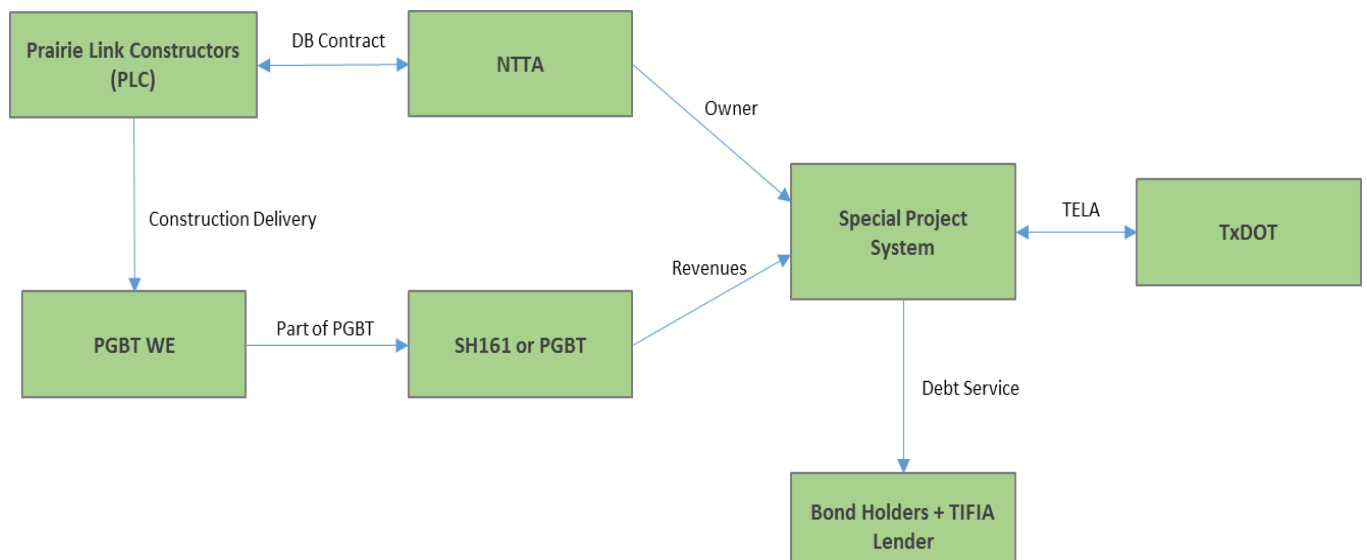 Prairie Link Constructors
(PLC)
DB Contract
NTTA
Owner
Construction Delivery
Special Project
System
TELA
TxDOT
Revenues
PGBT WE
Part of PGBT
SH161 or PGBT
Debt Service
Bond Holders + TIFIA
Lender